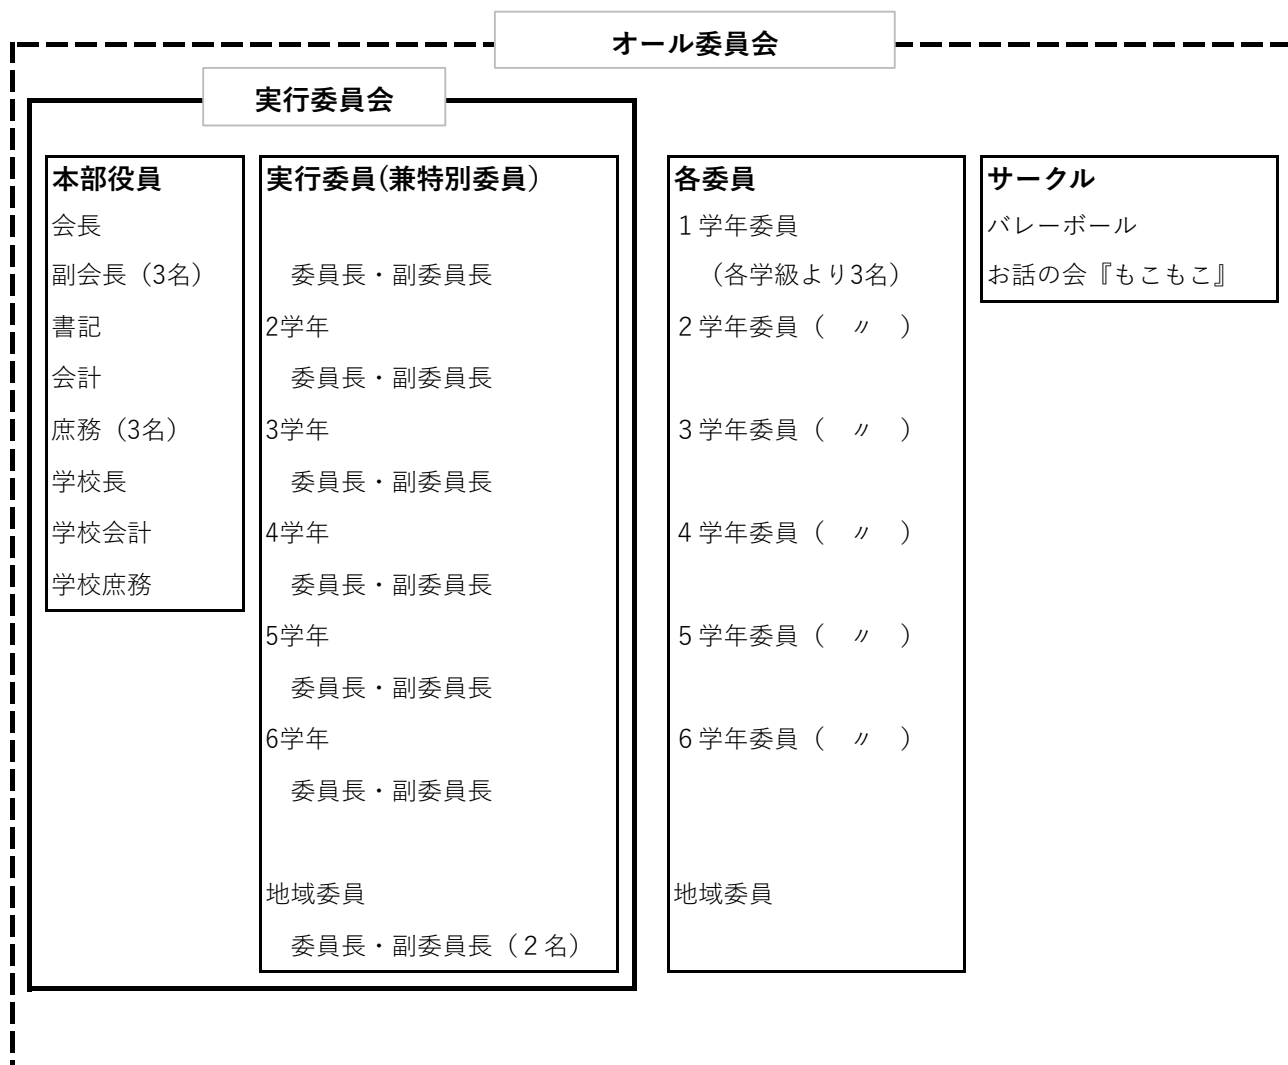 オール委員会
実行委員会
本部役員
会長
副会長（3名）
書記
会計
庶務（3名）
学校長
学校会計
学校庶務
実行委員(兼特別委員）
委員長・副委員長
2学年
委員長・副委員長
3学年
委員長・副委員長
4学年
委員長・副委員長
5学年
委員長・副委員長
6学年
委員長・副委員長
地域委員
委員長・副委員長（２名）
各委員
１学年委員
（各学級より3名）
２学年委員（　〃　）
３学年委員（　〃　）
４学年委員（　〃　）
５学年委員（　〃　）
６学年委員（　〃　）
地域委員
サークル
バレーボール
お話の会『もこもこ』